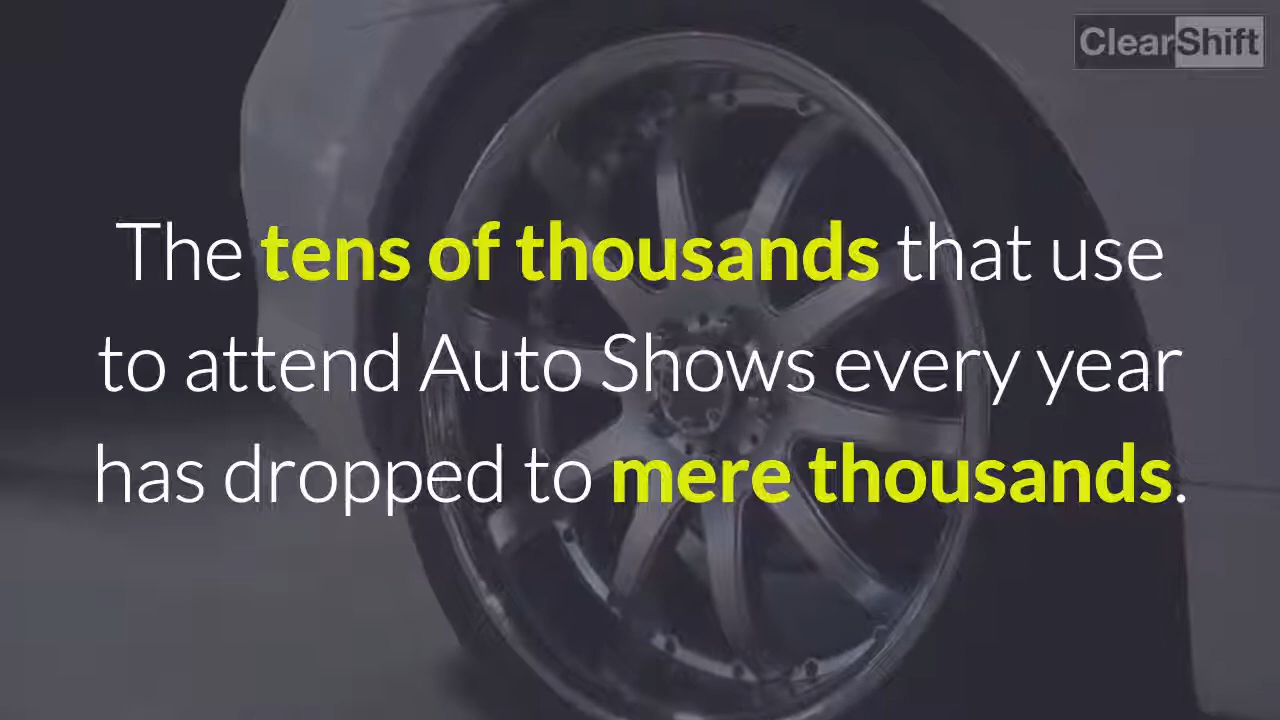 ClearShift
The tens of thousands that use
to attend Auto Shows every year
has dropped to mere thousands.